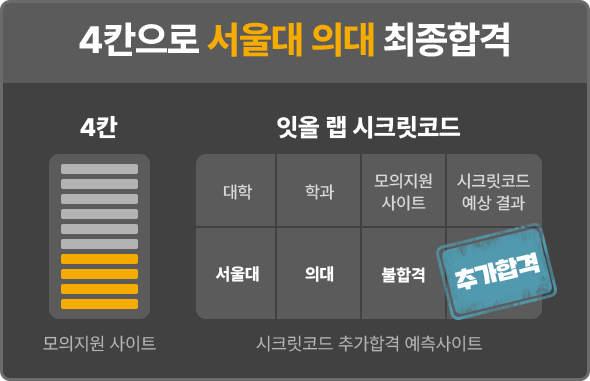 4칸으로 서울대 의대 최종합격
4칸
잇올 랩 시크릿코드
대학
학과
모의지원
사이트
시크릿코드
예상 결과
서울대
의대
불합격
추가합격
모의지원 사이트
시크릿코드 추가합격 예측사이트